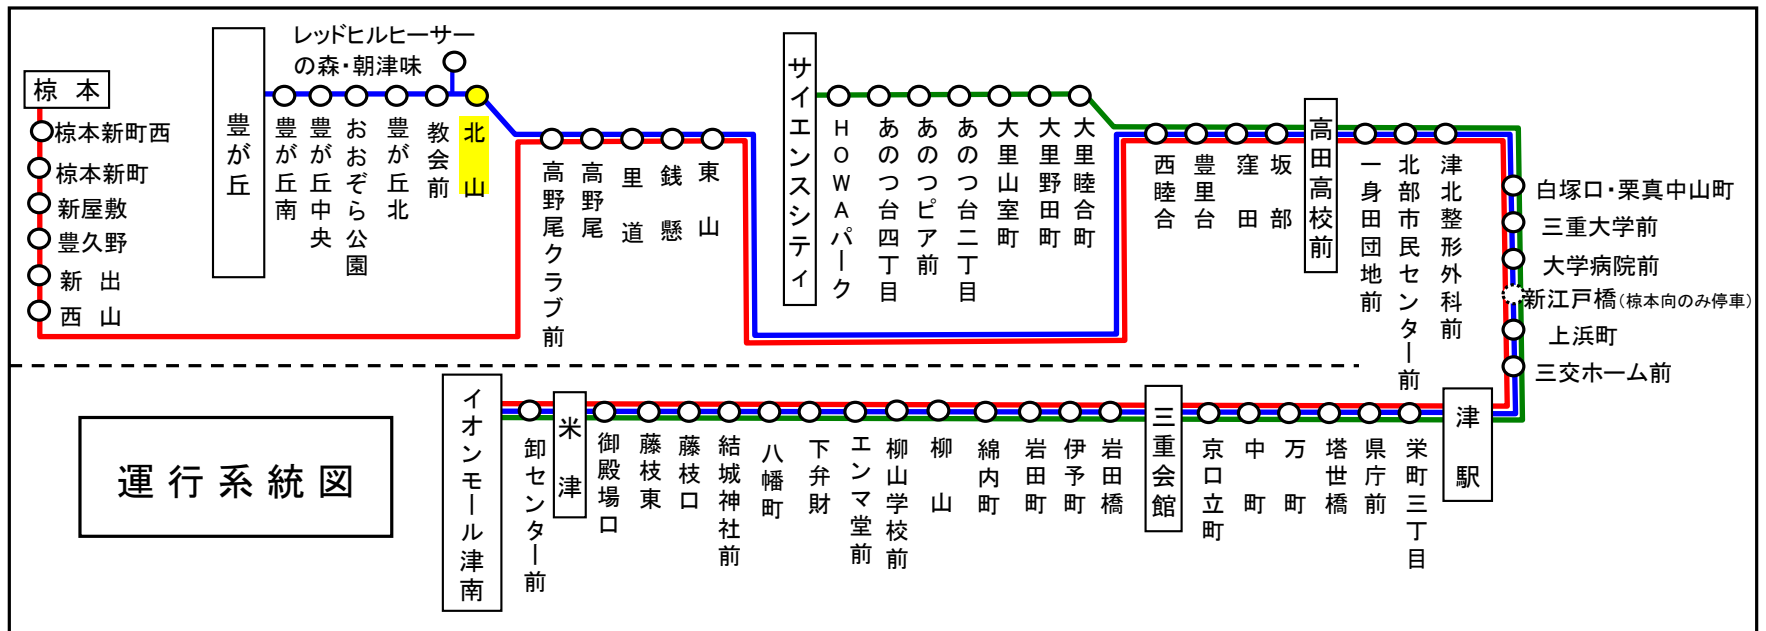 レッドヒルヒーサー
の森・朝津味
椋本
椋本新町西
椋本新町
新屋敷
豊久野
新出
西山
豊が丘
豊が丘南
豊が丘中央
おおぞら公園
豊が丘北
教会前
北山
高野尾クラブ前
高野尾
里道
銭懸
東山
サイエンスシティ
HOWAパーク
あのつ台四丁目
あのつピア前
あのつ台二丁目
大里山室町
大里野田町
大里睦合町
西睦合
豊里台
窪田
坂部
高田高校前
一身田団地前
北部市民センター前
津北整形外科前
白塚口・栗真中山町
三重大学前
大学病院前
新江戸橋(椋本向のみ停車)
上浜町
三交ホーム前
運行系統図
イオンモール津南
卸センター前
米津
御殿場口
藤枝東
藤枝口
結城神社前
八幡町
下弁財
エンマ堂前
柳山学校前
柳山
綿内町
岩田町
伊予町
岩田橋
三重会館
京口立町
中町
万町
塔世橋
県庁前
栄町三丁目
津駅